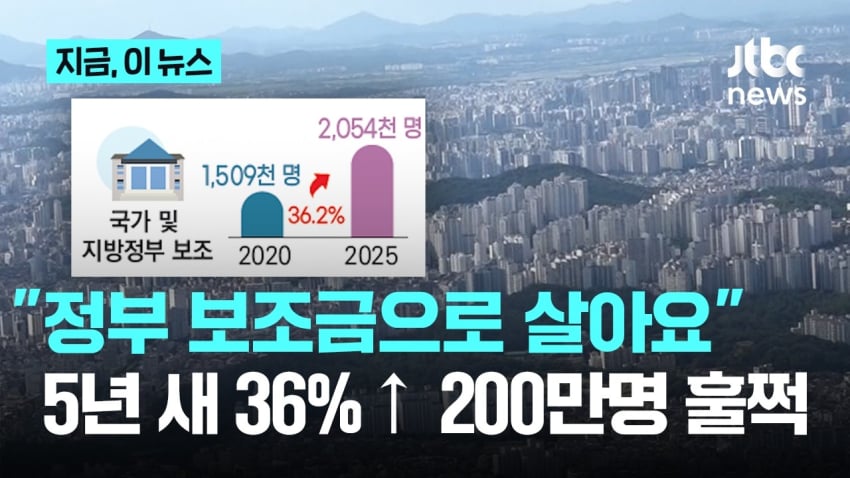 지금, 이 뉴스
jtbc
news
2,054천 명
1,509천 명
36.2%
국가 및
지방정부 보조
2020
2025
"정부 보조금으로 살아요"
5년 새 36%↑ 200만명 훌쩍